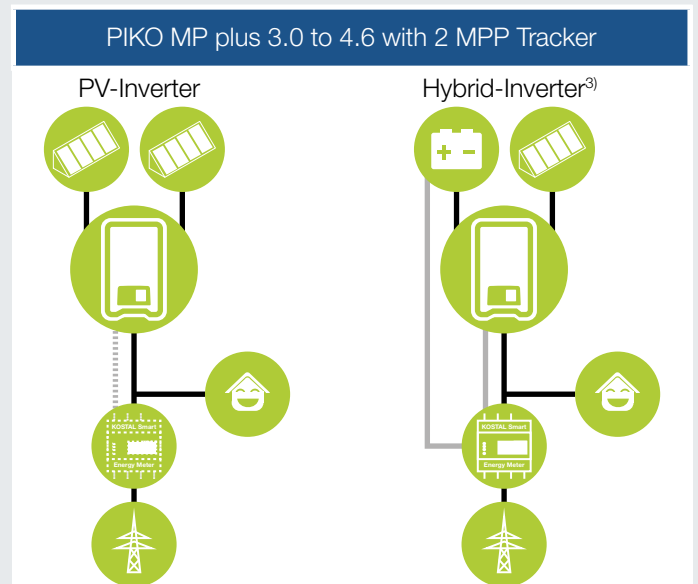 PIKO MP plus 3.0 to 4.6 with 2 MPP Tracker
PV-Inverter
Hybrid-Inverter³⁾
KOSTAL Smart
Energy Meter
KOSTAL Smart
Energy Meter